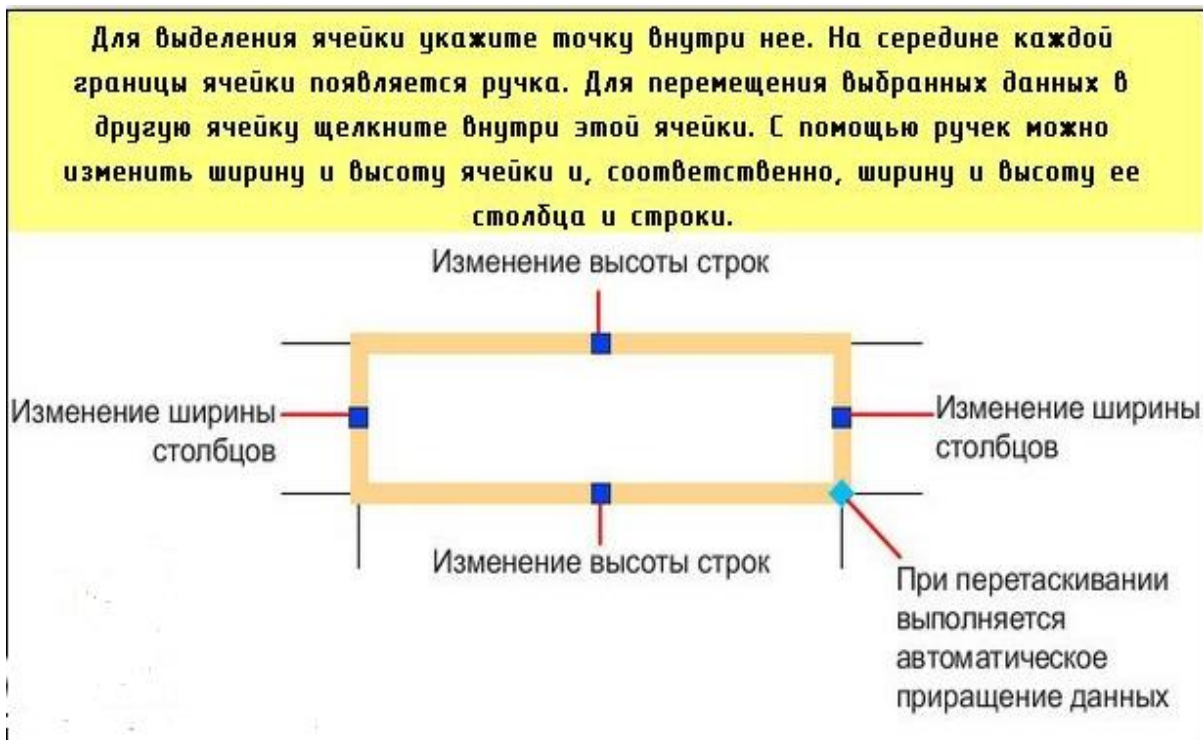 Для выделения ячейки укажите точку внутри нее. На середине каждой
границы ячейки появляется ручка. Для перемещения выбранных данных в
другую ячейку щелкните внутри этой ячейки. С помощью ручек можно
изменить ширину и высоту ячейки и, соответственно, ширину и высоту ее
столбца и строки.
Изменение высоты строк
Изменение ширины
столбцов
Изменение ширины
столбцов
Изменение высоты строк
При перетаскивании
выполняется
автоматическое
приращение данных